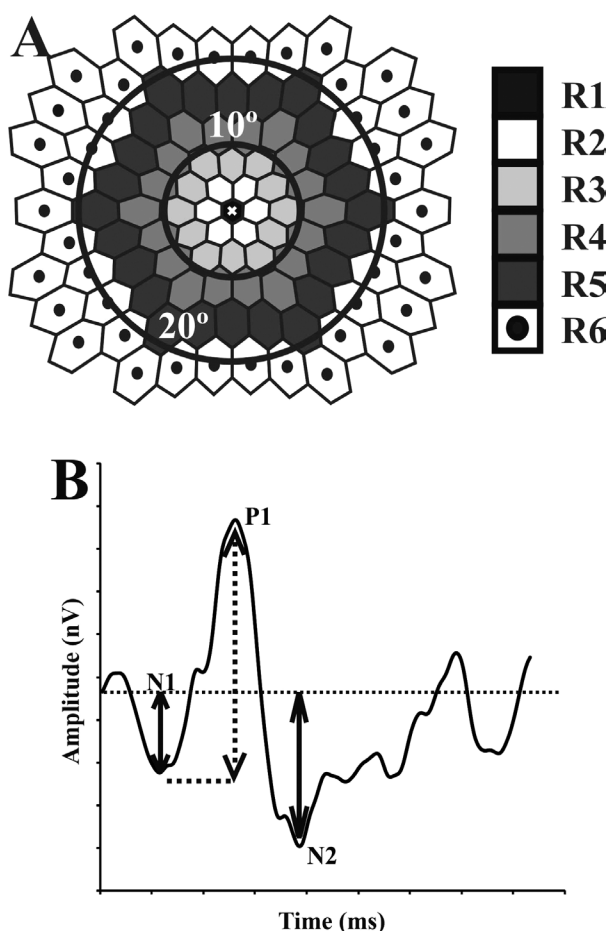 A
10º
20º
R1
R2
R3
R4
R5
R6
B
P1
N1
N2
Amplitude (nV)
Time (ms)